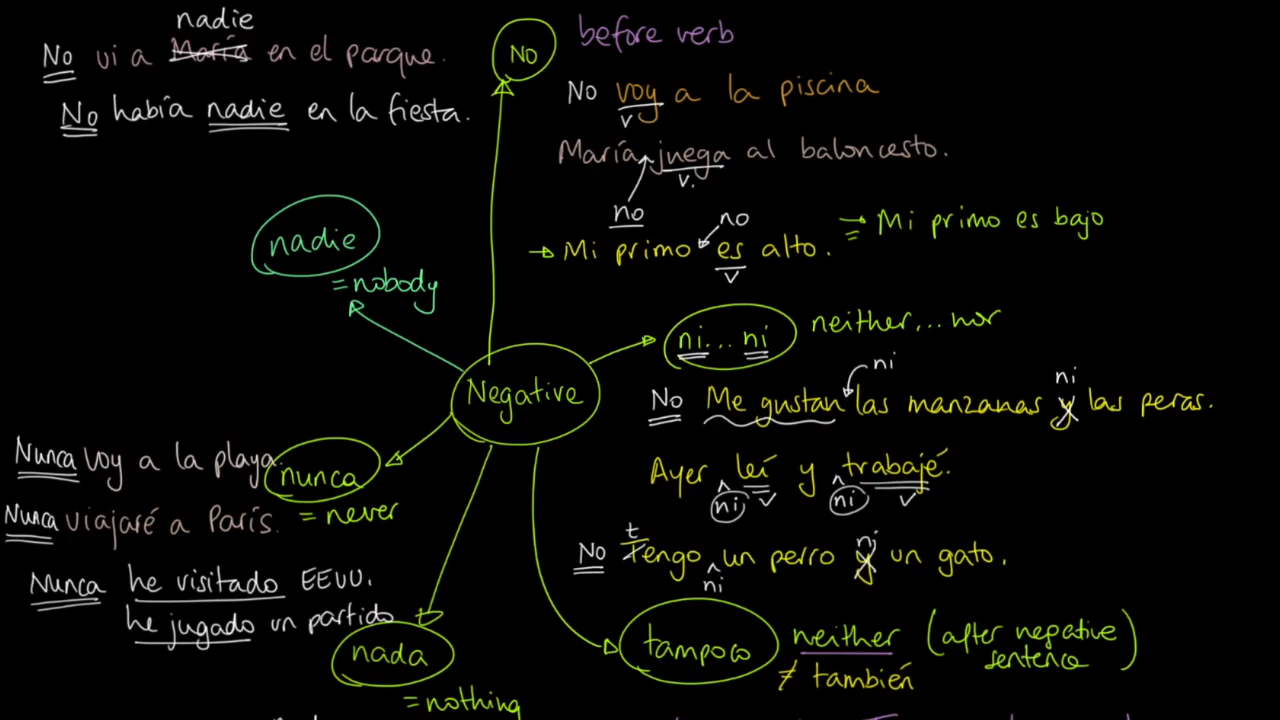 nadie
No vi a María en el parque.
No había nadie en la fiesta.
No
before verb
No voy a la piscina
v
María juega al baloncesto.
v.
no
no
→ Mi primo es alto.
v
→ Mi primo es bajo
nadie
= nobody
ni... ni
neither... nor
Negative
ni
ni
No Me gustan las manzanas y las peras.
Ayer leí y trabajé.
ni v ni v
t
ni
No Tengo un perro y un gato.
ni
Nunca voy a la playa.
nunca
= never
Nunca viajaré a París.
Nunca he visitado EEUU.
he jugado un partido
nada
= nothing
tampoco
neither (after negative
sentence)
≠ también